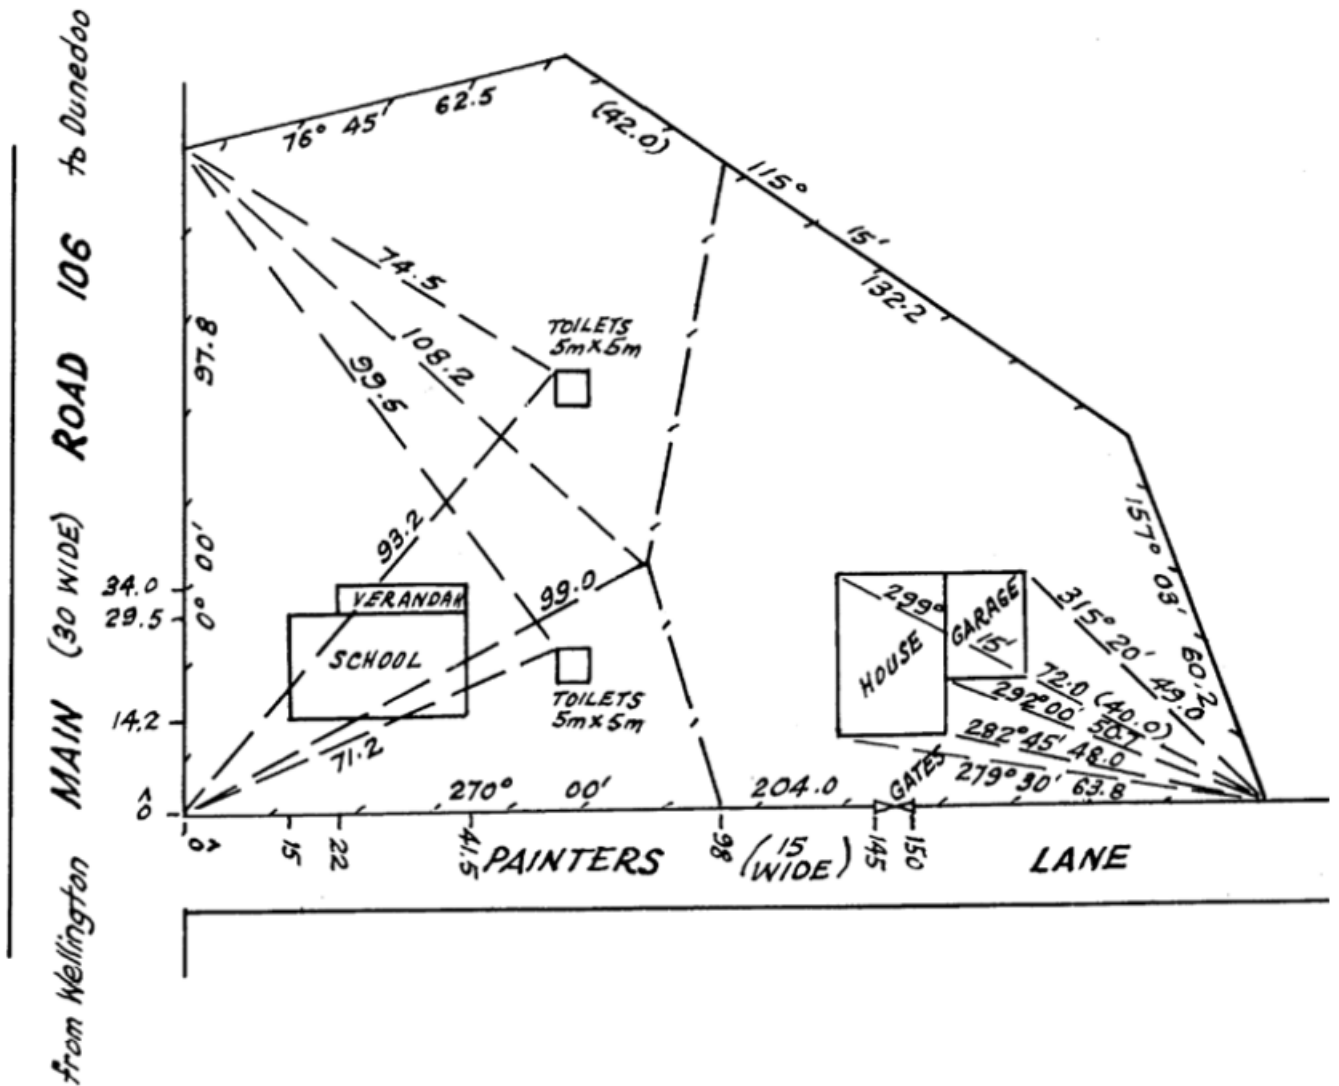 MAIN (30 WIDE) ROAD 106 to Dunedoo
from Wellington
76° 45' 62.5
(42.0)
115° 15' 132.2
157° 03' 60.2
97.8
0° 00'
34.0
29.5
14.2
0
74.5
108.2
99.5
93.2
99.0
71.2
TOILETS
5m×5m
VERANDAH
SCHOOL
TOILETS
5m×5m
HOUSE
GARAGE
299° 15' 72.0 (40.0)
315° 20' 49.0
292° 00' 50.7
282° 45' 48.0
279° 30' 63.8
GATES
270° 00' 204.0
0
15
22
41.5
98
145
150
PAINTERS (15 WIDE) LANE